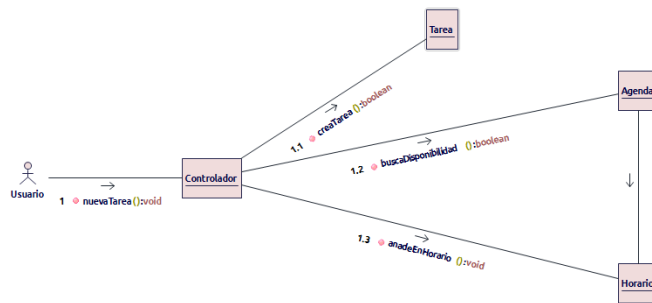 Tarea
1.1 creaTarea ():boolean
Agenda
1.2 buscaDisponibilidad ():boolean
Controlador
Usuario
1 nuevaTarea():void
1.3 anadeEnHorario ():void
Horario